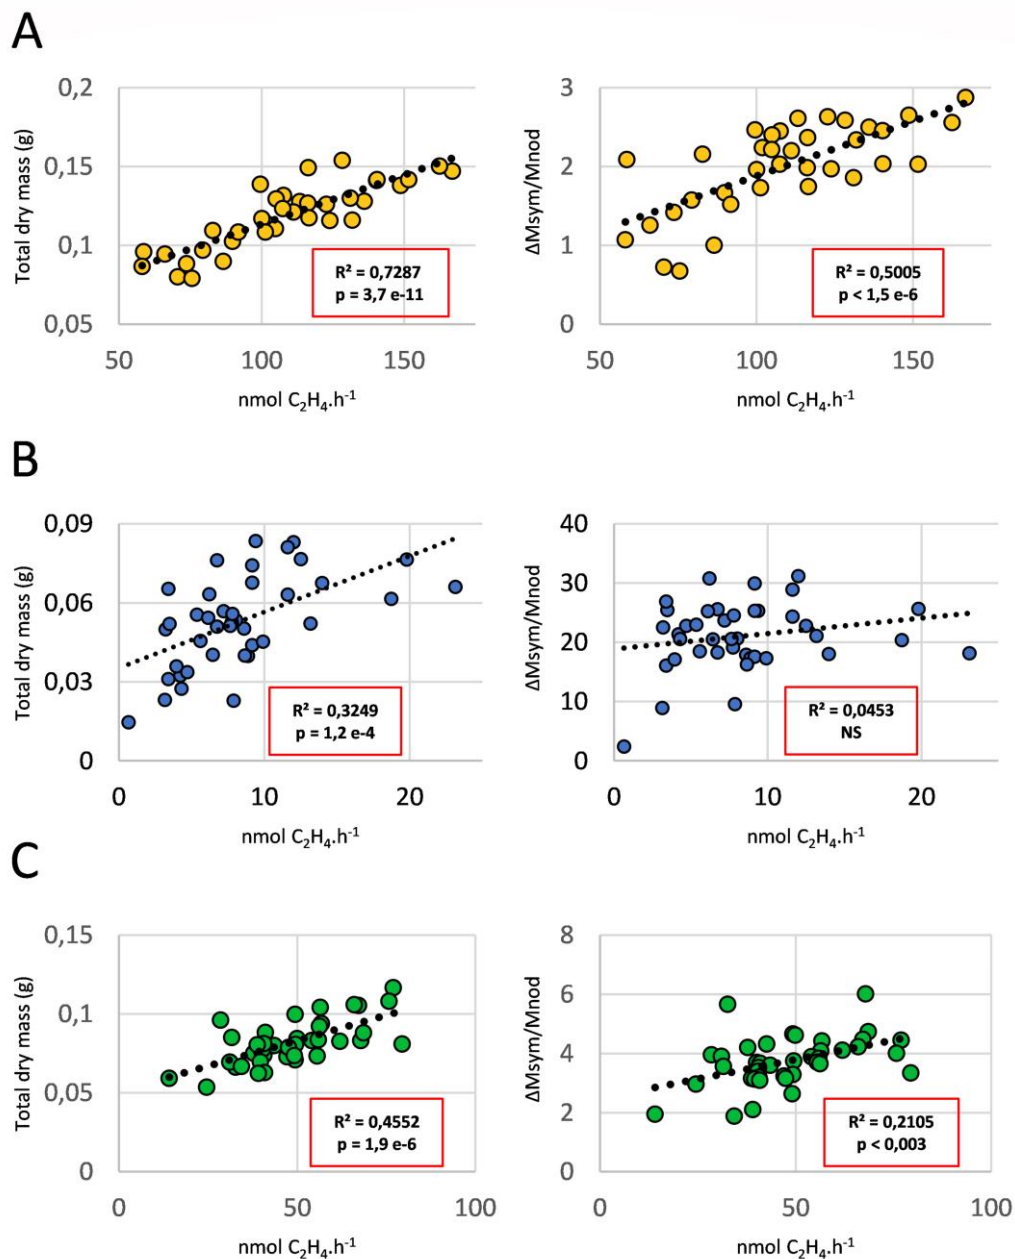 A
Total dry mass (g)
0,2
0,15
0,1
0,05
50
100
150
nmol C₂H₄.h⁻¹
R² = 0,7287
p = 3,7 e-11
ΔMsym/Mnod
3
2
1
0
50
100
150
nmol C₂H₄.h⁻¹
R² = 0,5005
p < 1,5 e-6
B
Total dry mass (g)
0,09
0,06
0,03
0
0
10
20
nmol C₂H₄.h⁻¹
R² = 0,3249
p = 1,2 e-4
ΔMsym/Mnod
40
30
20
10
0
0
10
20
nmol C₂H₄.h⁻¹
R² = 0,0453
NS
C
Total dry mass (g)
0,15
0,1
0,05
0
0
50
100
nmol C₂H₄.h⁻¹
R² = 0,4552
p = 1,9 e-6
ΔMsym/Mnod
8
6
4
2
0
0
50
100
nmol C₂H₄.h⁻¹
R² = 0,2105
p < 0,003